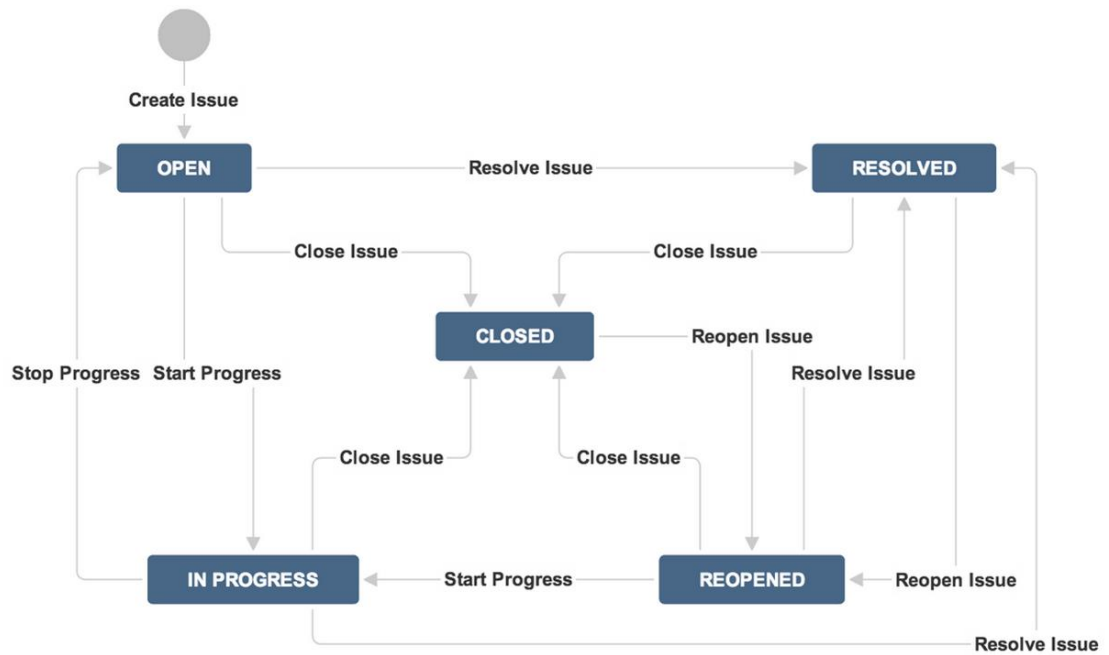 Create Issue
OPEN
Resolve Issue
RESOLVED
Close Issue
Close Issue
CLOSED
Reopen Issue
Stop Progress
Start Progress
Resolve Issue
Close Issue
Close Issue
IN PROGRESS
Start Progress
REOPENED
Reopen Issue
Resolve Issue